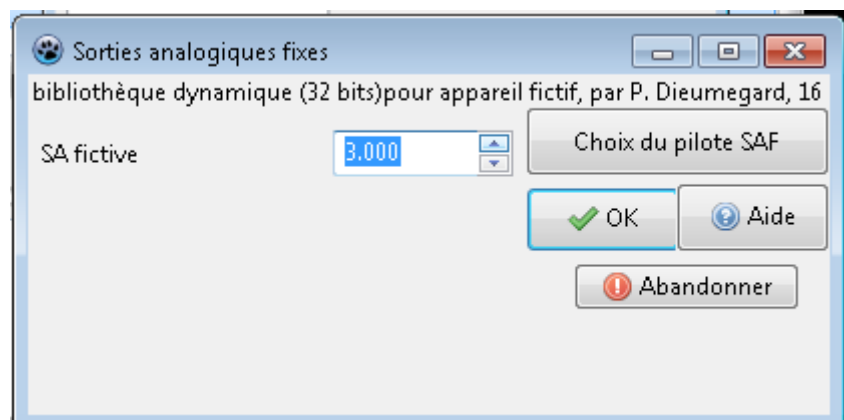 Sorties analogiques fixes
bibliothèque dynamique (32 bits)pour appareil fictif, par P. Dieumegard, 16
SA fictive
3.000
Choix du pilote SAF
OK
Aide
Abandonner